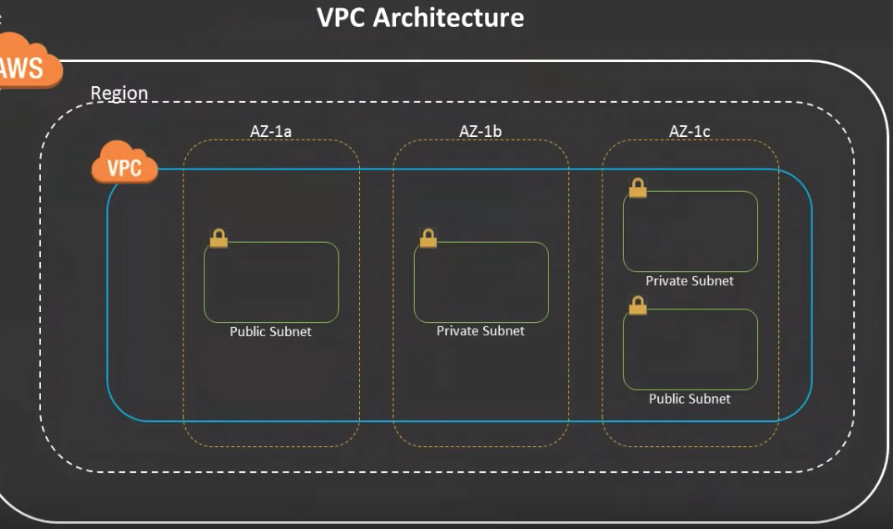 VPC Architecture
AWS
Region
AZ-1a
AZ-1b
AZ-1c
VPC
Private Subnet
Public Subnet
Private Subnet
Public Subnet